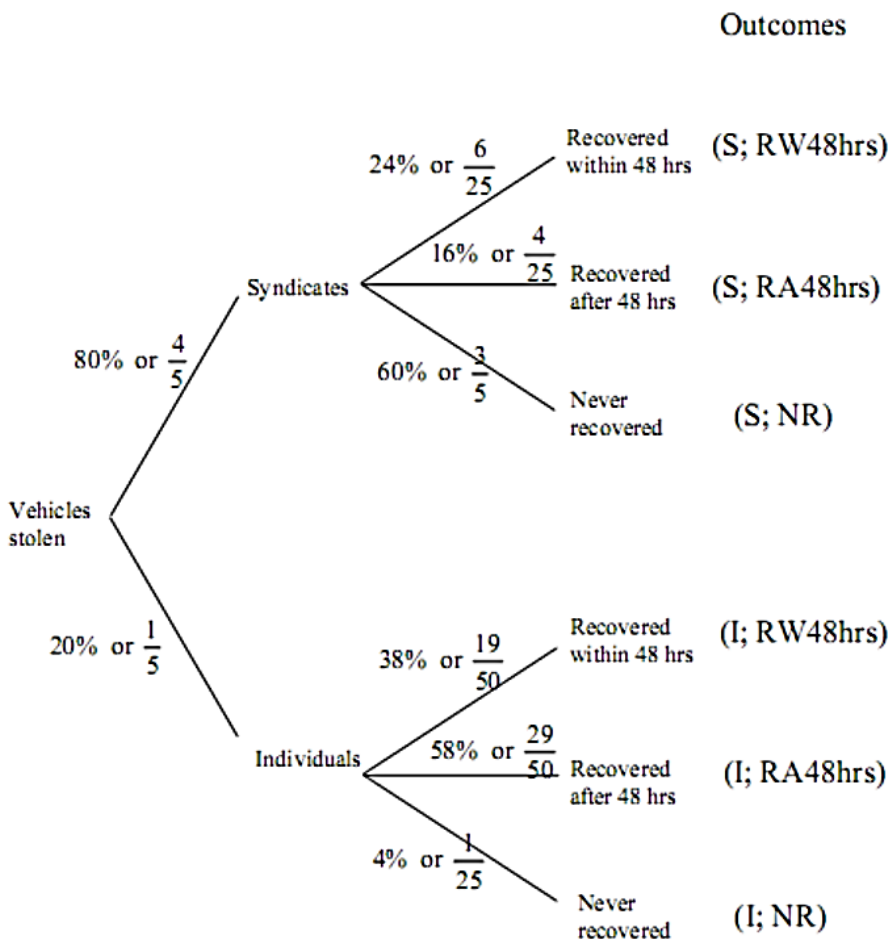 Outcomes
24% or 6/25
Recovered
within 48 hrs
(S; RW48hrs)
16% or 4/25
Syndicates
Recovered
after 48 hrs
(S; RA48hrs)
80% or 4/5
60% or 3/5
Never
recovered
(S; NR)
Vehicles
stolen
20% or 1/5
38% or 19/50
Recovered
within 48 hrs
(I; RW48hrs)
Individuals
58% or 29/50
Recovered
after 48 hrs
(I; RA48hrs)
4% or 1/25
Never
recovered
(I; NR)